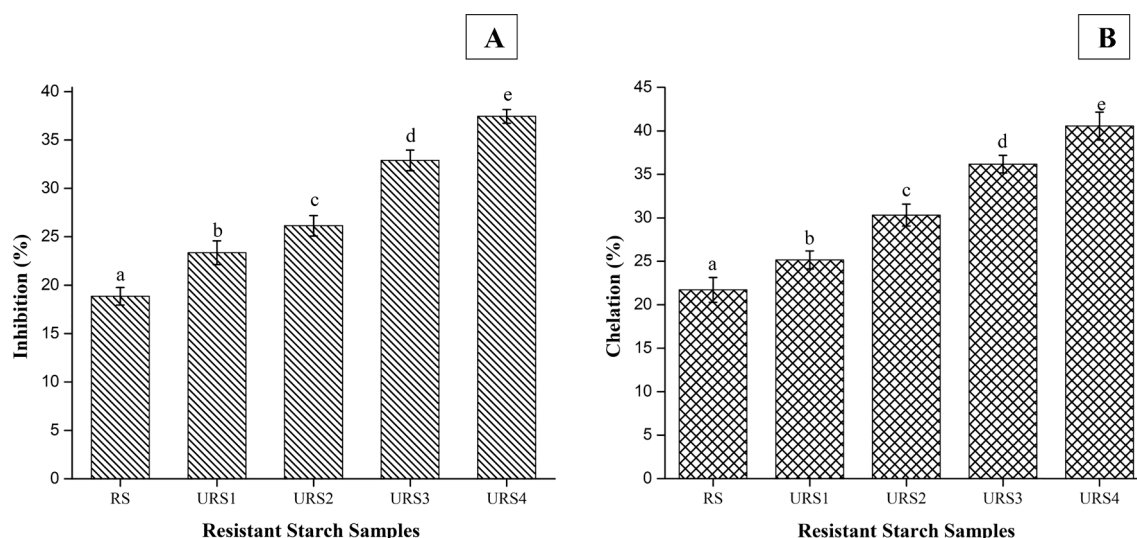 A
Inhibition (%)
40
35
30
25
20
15
10
5
0
a
b
c
d
e
RS URS1 URS2 URS3 URS4
Resistant Starch Samples
B
Chelation (%)
45
40
35
30
25
20
15
10
5
0
a
b
c
d
e
RS URS1 URS2 URS3 URS4
Resistant Starch Samples